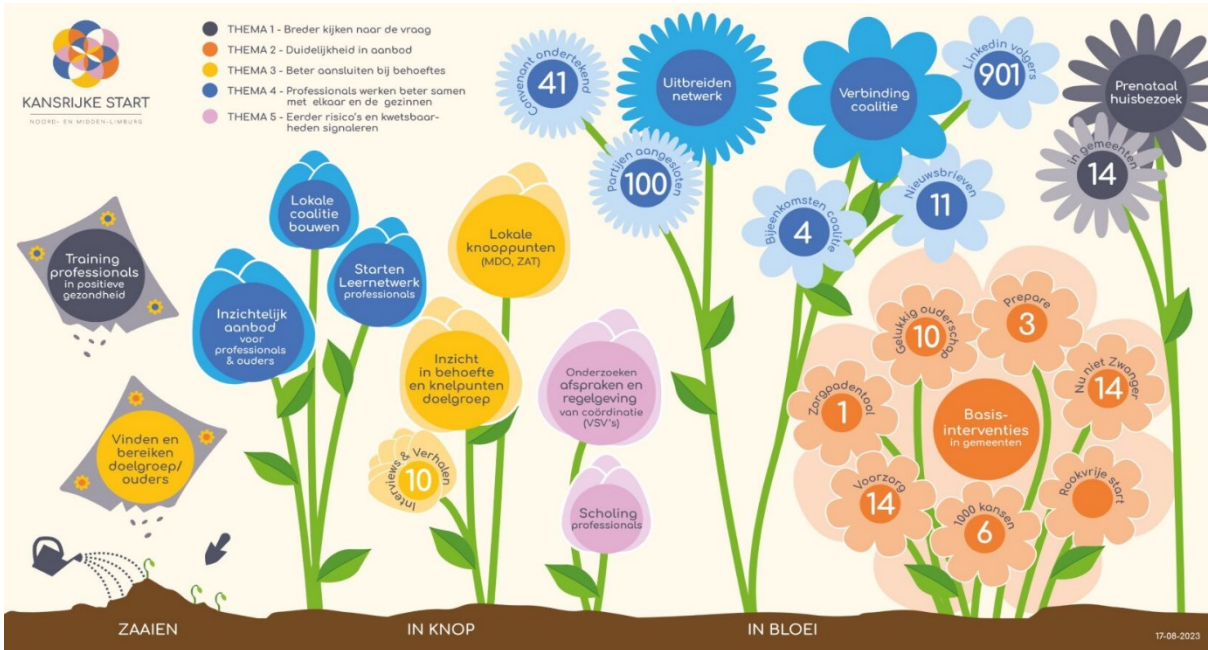 KANSRIJKE START
NOORD- EN MIDDEN-LIMBURG
THEMA 1 - Breder kijken naar de vraag
THEMA 2 - Duidelijkheid in aanbod
THEMA 3 - Beter aansluiten bij behoeftes
THEMA 4 - Professionals werken beter samen
met elkaar en de gezinnen
THEMA 5 - Eerder risico's en kwetsbaar-
heden signaleren
Training
professionals
in positieve
gezondheid
Vinden en
bereiken
doelgroep/
ouders
Lokale
coalitie
bouwen
Starten
Leernetwerk
professionals
Inzichtelijk
aanbod
voor
professionals
& ouders
Lokale
knooppunten
(MDO, ZAT)
Inzicht
in behoefte
en knelpunten
doelgroep
Interviews & Verhalen
10
Onderzoeken
afspraken en
regelgeving
van coördinatie
(VSV's)
Scholing
professionals
Convenant ondertekend
41
Uitbreiden
netwerk
Partijen aangesloten
100
Verbinding
coalitie
Linkedin volgers
901
Bijeenkomsten coalitie
4
Nieuwsbrieven
11
Prenataal
huisbezoek
in gemeenten
14
Gelukkig ouderschap
10
Prepare
3
Nu niet Zwanger
14
Zorgpadentool
1
Basis-
interventies
in gemeenten
Voorzorg
14
1000 kansen
6
Rookvrije start
ZAAIEN
IN KNOP
IN BLOEI
17-08-2023